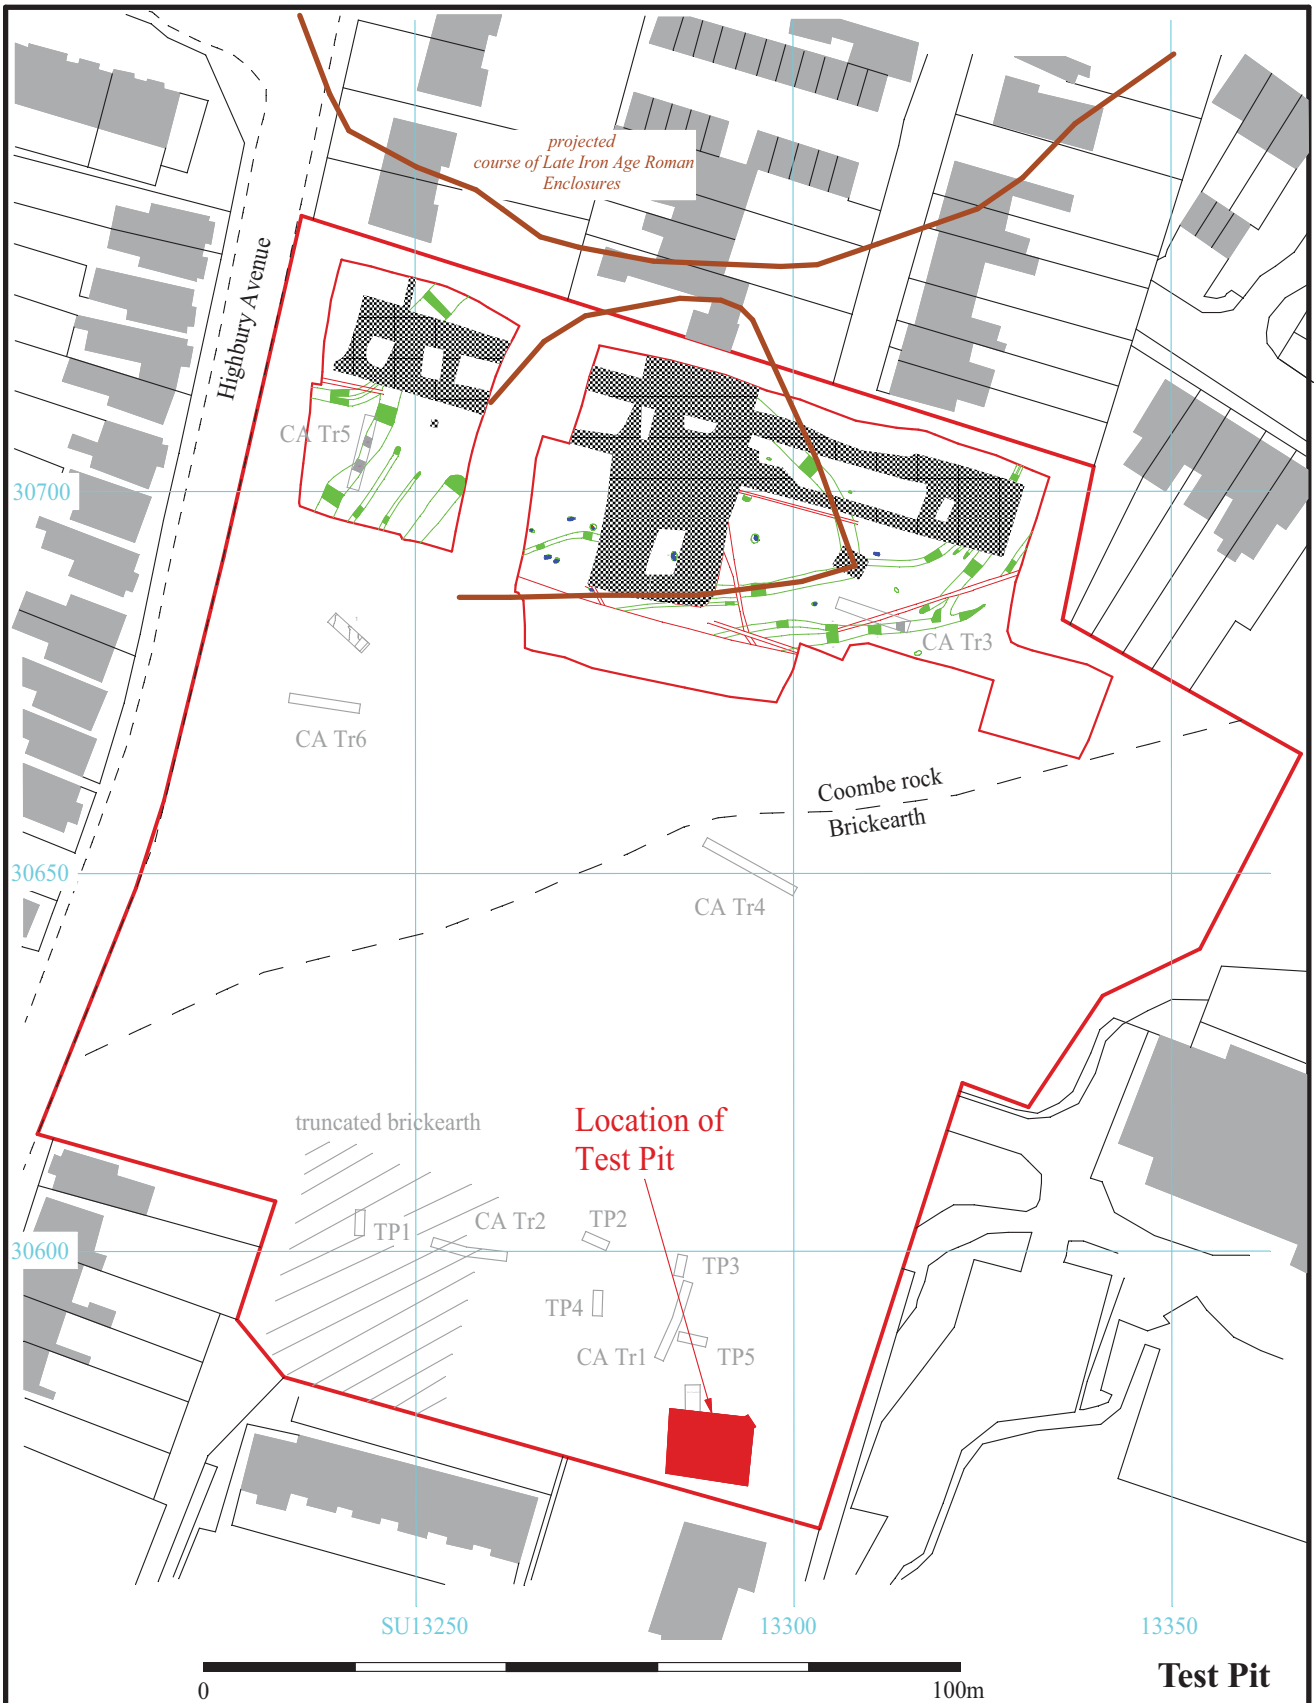 projected
course of Late Iron Age Roman
Enclosures
Highbury Avenue
CA Tr5
30700
CA Tr3
CA Tr6
Coombe rock
Brickearth
30650
CA Tr4
truncated brickearth
Location of
Test Pit
TP1
CA Tr2
TP2
30600
TP3
TP4
CA Tr1
TP5
SU13250
13300
13350
0
100m
Test Pit